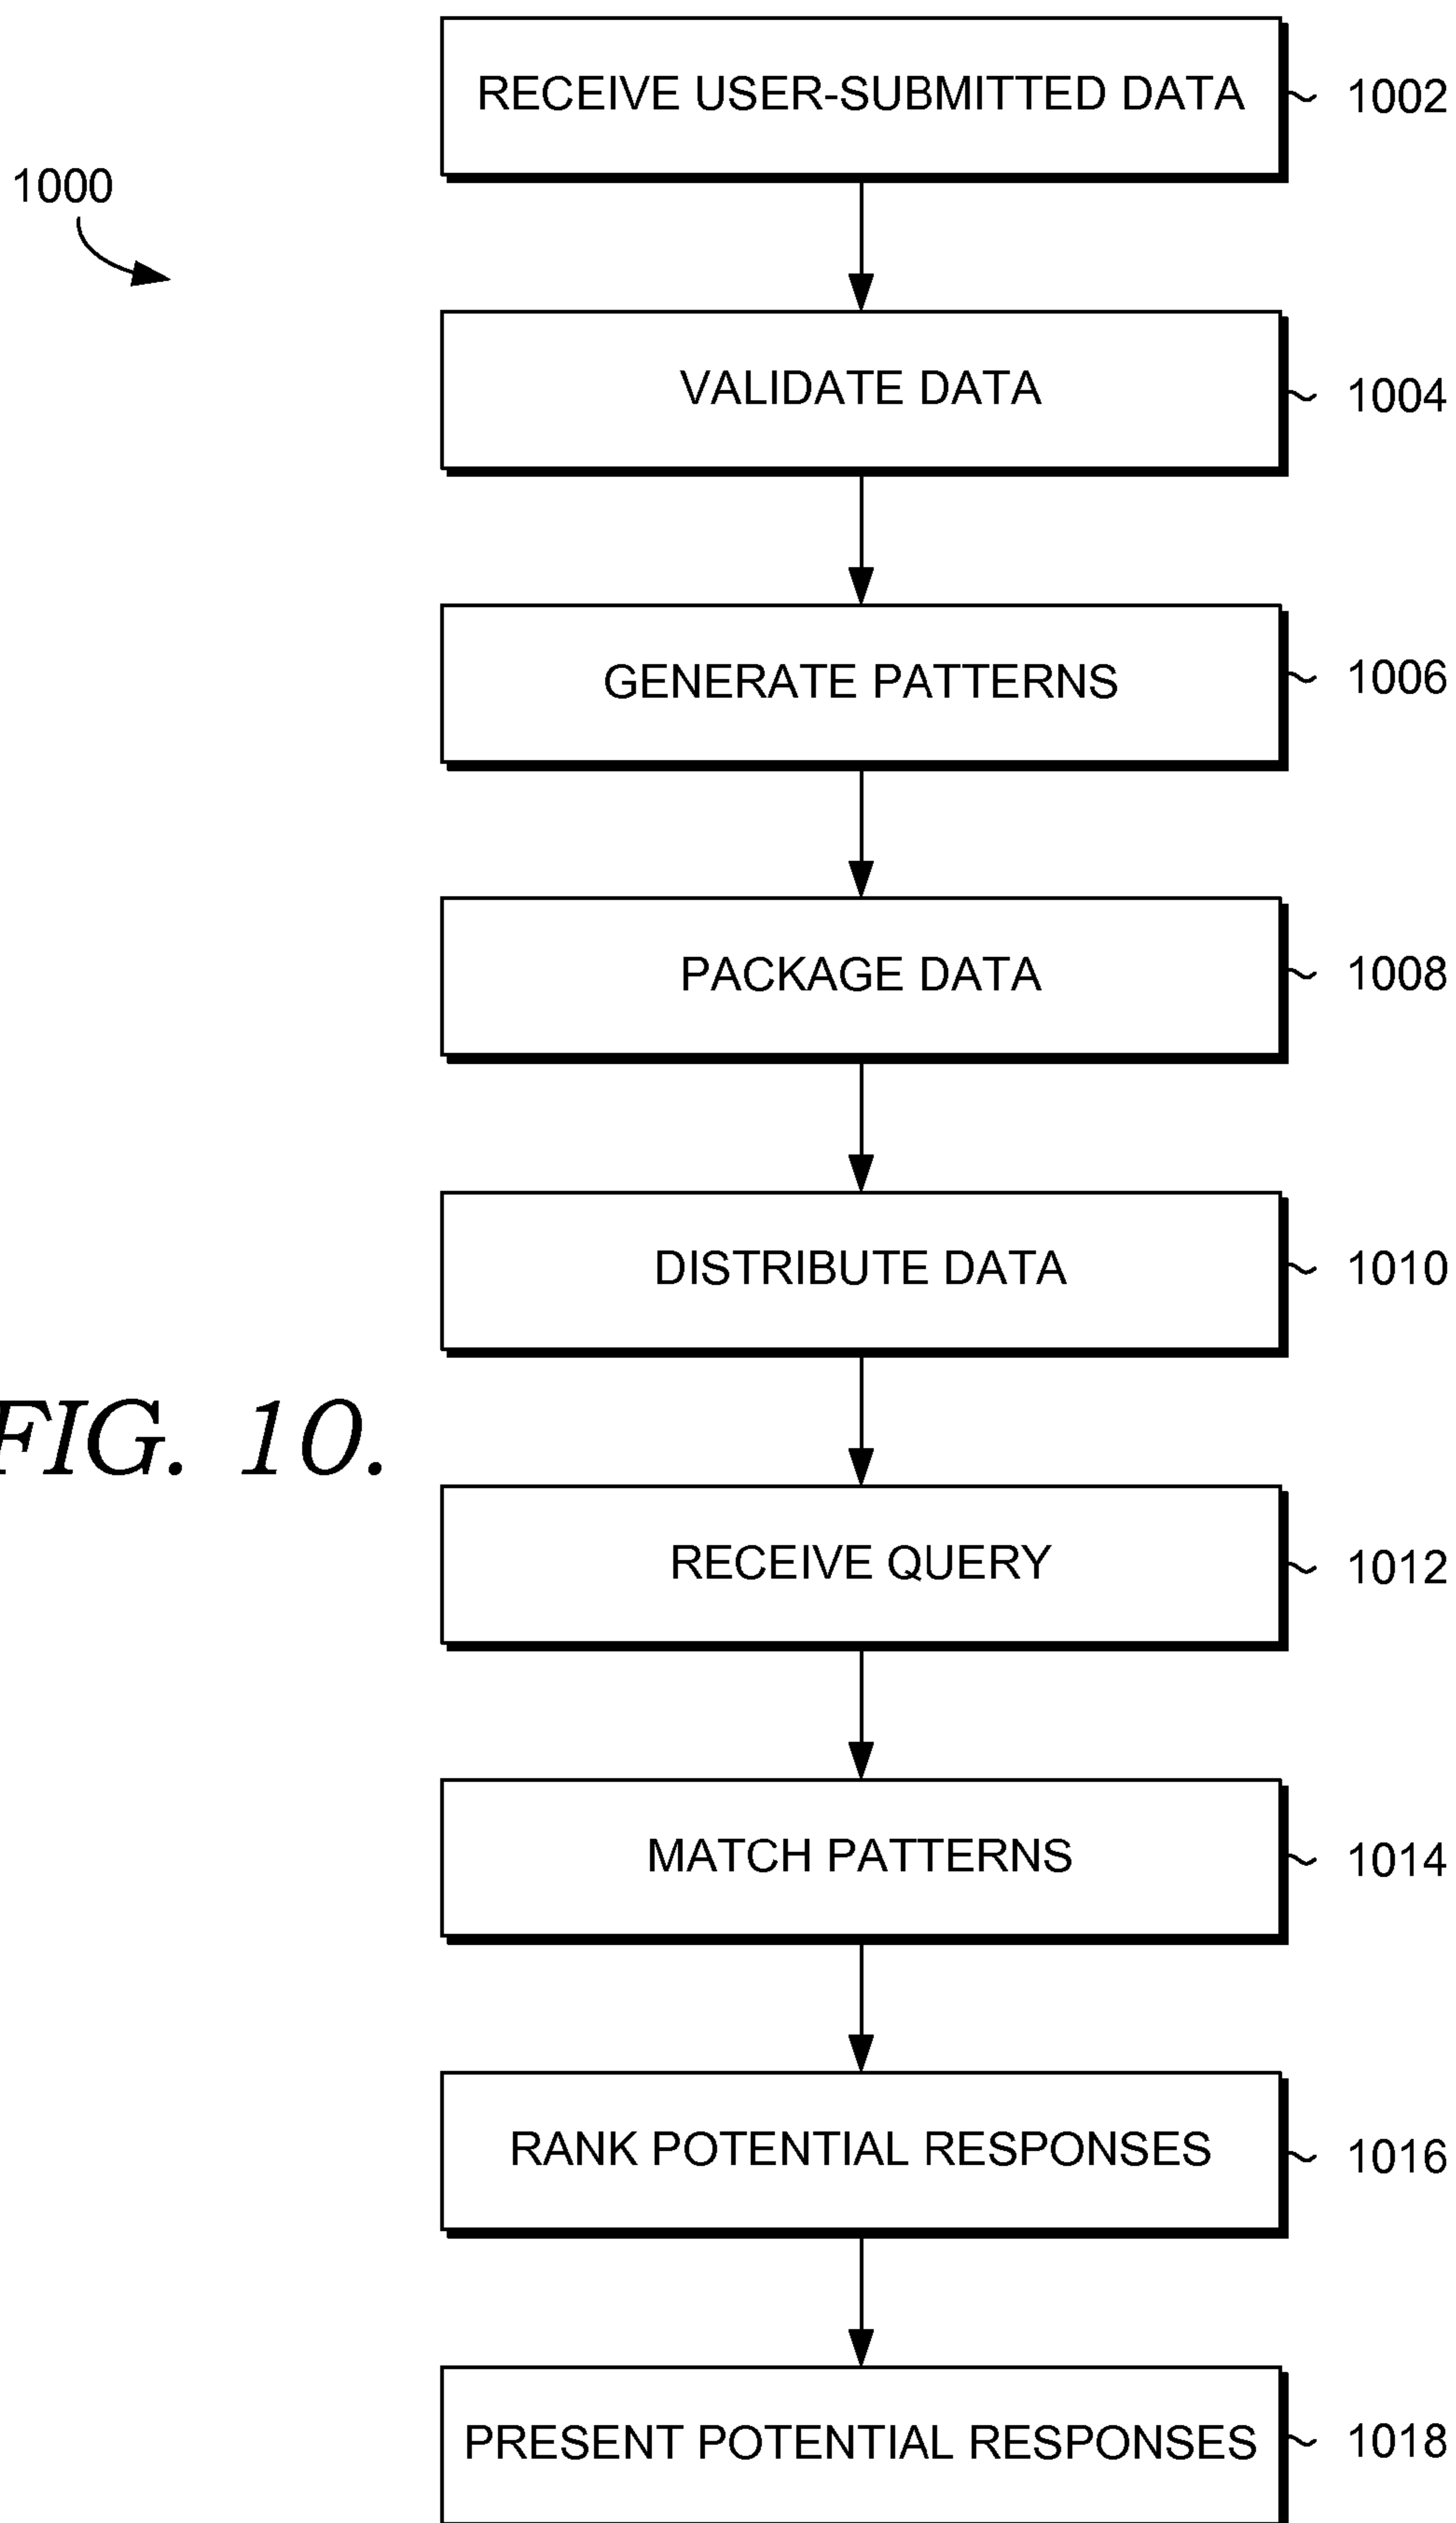 RECEIVE USER-SUBMITTED DATA 1002
1000
VALIDATE DATA 1004
GENERATE PATTERNS 1006
PACKAGE DATA 1008
DISTRIBUTE DATA 1010
FIG. 10.
RECEIVE QUERY 1012
MATCH PATTERNS 1014
RANK POTENTIAL RESPONSES 1016
PRESENT POTENTIAL RESPONSES 1018